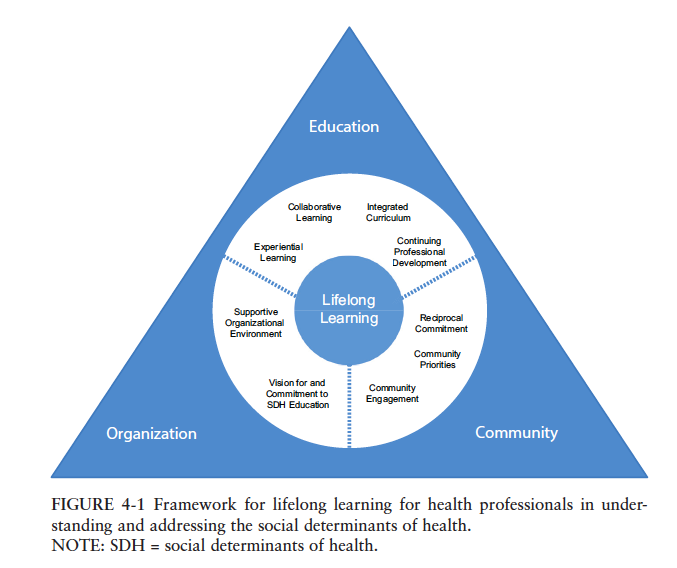 Education
Collaborative
Learning
Integrated
Curriculum
Experiential
Learning
Continuing
Professional
Development
Lifelong
Learning
Supportive
Organizational
Environment
Reciprocal
Commitment
Community
Priorities
Vision for and
Commitment to
SDH Education
Community
Engagement
Organization
Community
FIGURE 4-1 Framework for lifelong learning for health professionals in under-
standing and addressing the social determinants of health.
NOTE: SDH = social determinants of health.